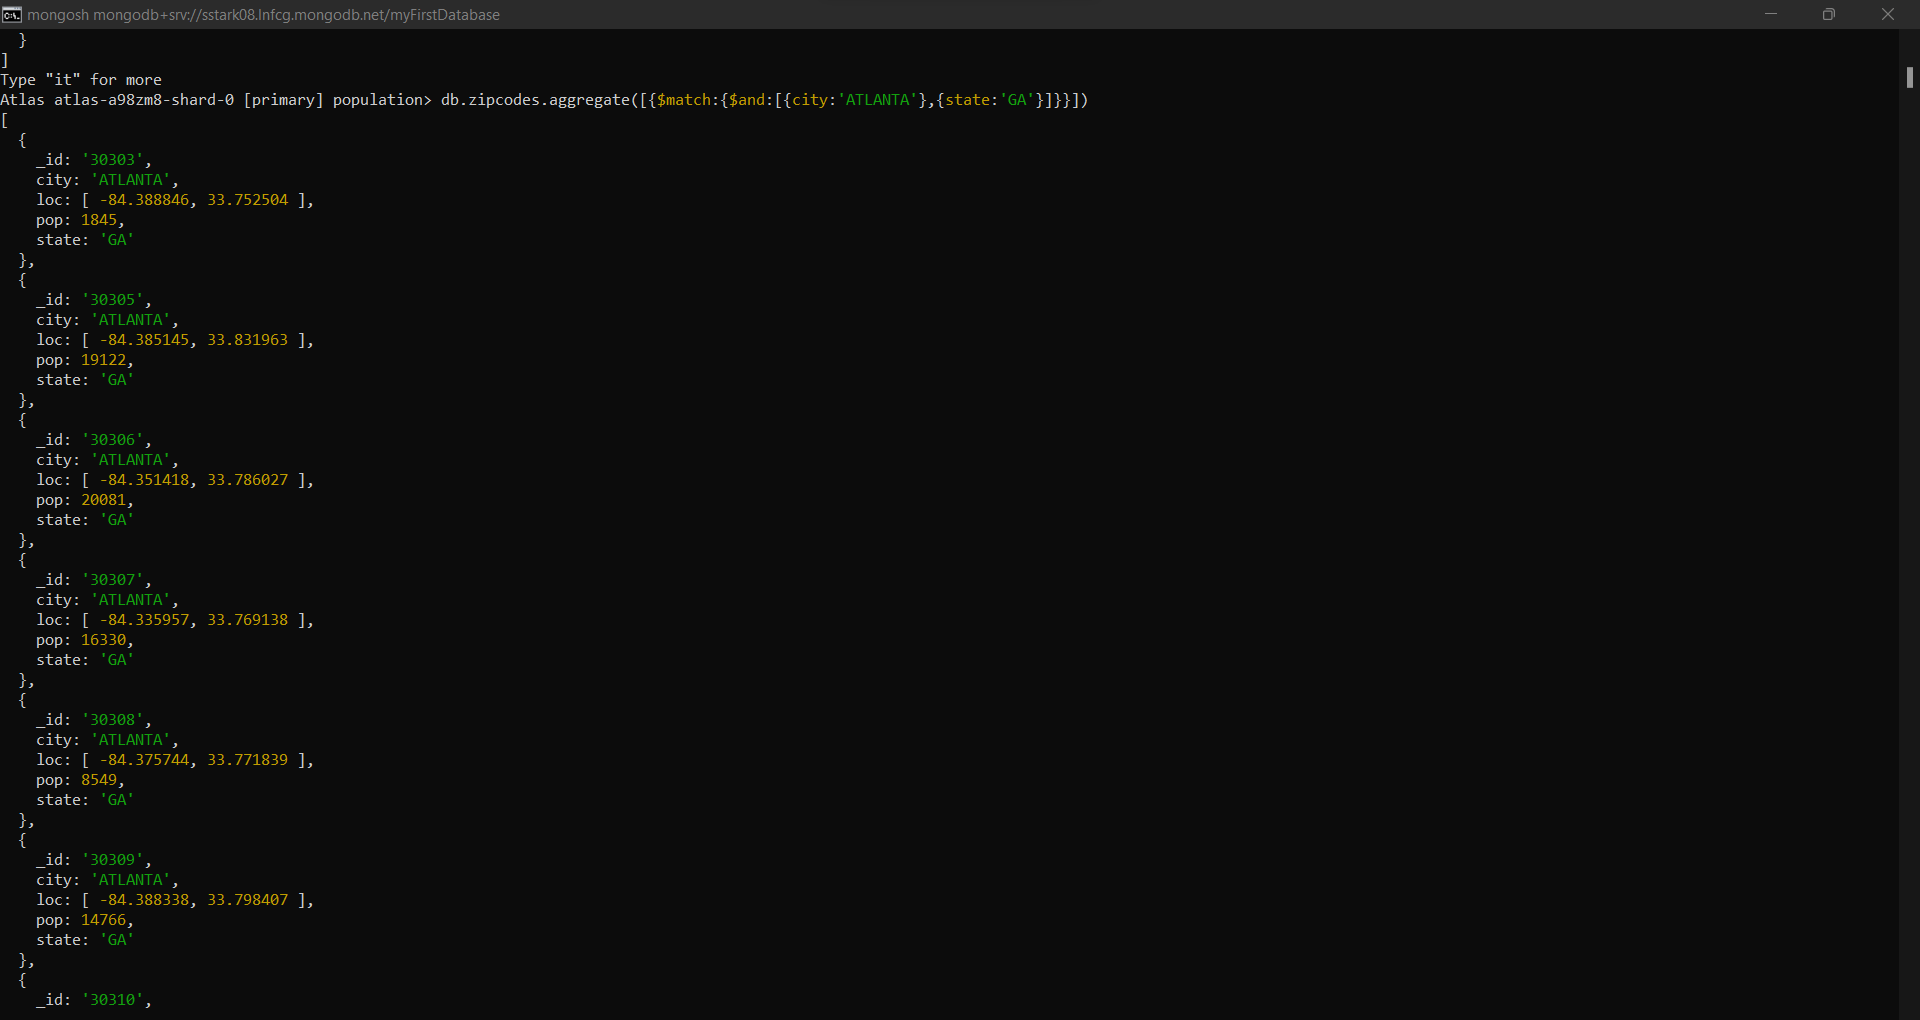 mongosh mongodb+srv://sstark08.lnfcg.mongodb.net/myFirstDatabase
  }
]
Type "it" for more
Atlas atlas-a98zm8-shard-0 [primary] population> db.zipcodes.aggregate([{$match:{$and:[{city:'ATLANTA'},{state:'GA'}]}}])
[
  {
    _id: '30303',
    city: 'ATLANTA',
    loc: [ -84.388846, 33.752504 ],
    pop: 1845,
    state: 'GA'
  },
  {
    _id: '30305',
    city: 'ATLANTA',
    loc: [ -84.385145, 33.831963 ],
    pop: 19122,
    state: 'GA'
  },
  {
    _id: '30306',
    city: 'ATLANTA',
    loc: [ -84.351418, 33.786027 ],
    pop: 20081,
    state: 'GA'
  },
  {
    _id: '30307',
    city: 'ATLANTA',
    loc: [ -84.335957, 33.769138 ],
    pop: 16330,
    state: 'GA'
  },
  {
    _id: '30308',
    city: 'ATLANTA',
    loc: [ -84.375744, 33.771839 ],
    pop: 8549,
    state: 'GA'
  },
  {
    _id: '30309',
    city: 'ATLANTA',
    loc: [ -84.388338, 33.798407 ],
    pop: 14766,
    state: 'GA'
  },
  {
    _id: '30310',